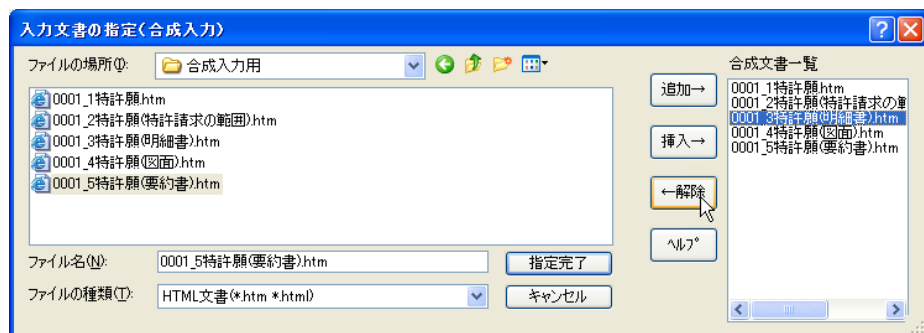 入力文書の指定(合成入力)
ファイルの場所(I):
合成入力用
0001_1特許願.htm
0001_2特許願(特許請求の範囲).htm
0001_3特許願(明細書).htm
0001_4特許願(図面).htm
0001_5特許願(要約書).htm
ファイル名(N):
0001_5特許願(要約書).htm
指定完了
ファイルの種類(T):
HTML文書(*.htm *.html)
キャンセル
追加→
挿入→
←解除
ヘルプ
合成文書一覧
0001_1特許願.htm
0001_2特許願(特許請求の範
0001_3特許願(明細書).htm
0001_4特許願(図面).htm
0001_5特許願(要約書).htm